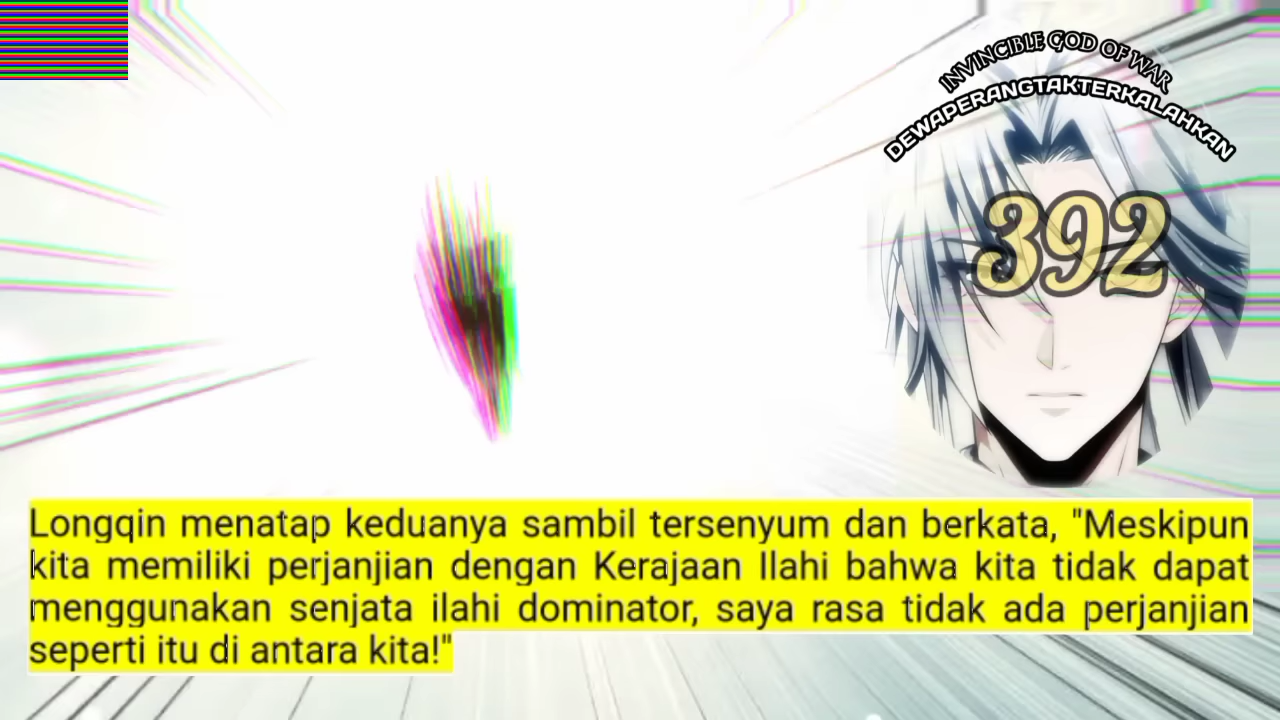 INVINCIBLE GOD OF WAR
DEWAPERANGTAKTERKALAHKAN
392
Longqin menatap keduanya sambil tersenyum dan berkata, "Meskipun
kita memiliki perjanjian dengan Kerajaan Ilahi bahwa kita tidak dapat
menggunakan senjata ilahi dominator, saya rasa tidak ada perjanjian
seperti itu di antara kita!"